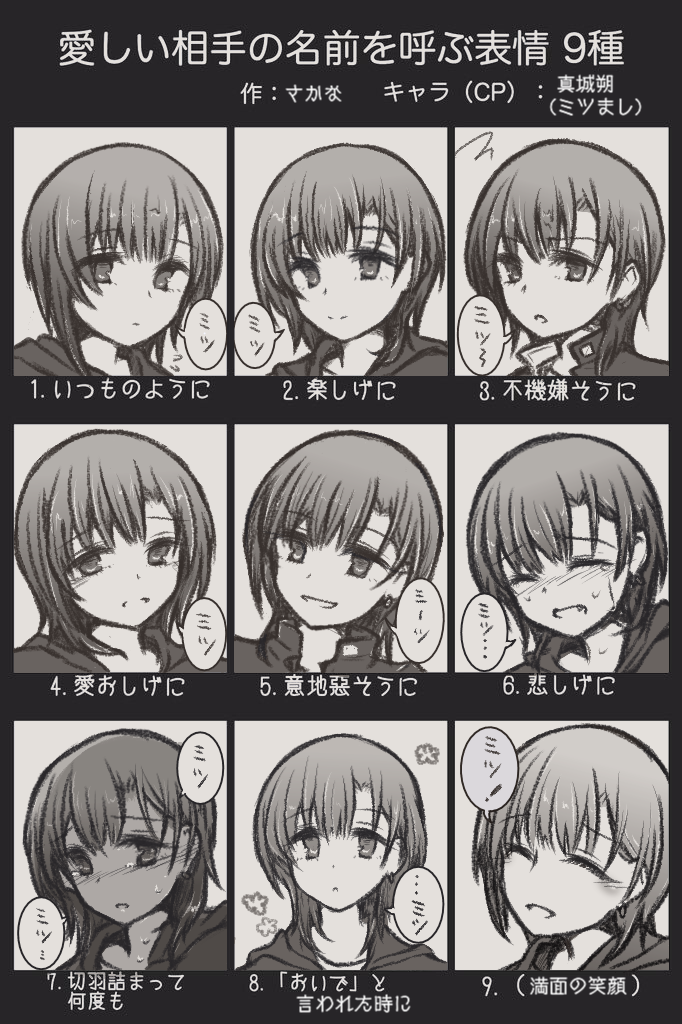 愛しい相手の名前を呼ぶ表情 9種
作：さかな キャラ（CP）：真城朔
（ミツまし）
ミツ
ミツ
ミツ〜
1. いつものように
2. 楽しげに
3. 不機嫌そうに
ミツ
ミーツ
ミツ…
4. 愛おしげに
5. 意地悪そうに
6. 悲しげに
ミツ
ミツ…
…ミツ
ミツ！
7. 切羽詰まって
何度も
8. 「おいで」と
言われた時に
9. （満面の笑顔）